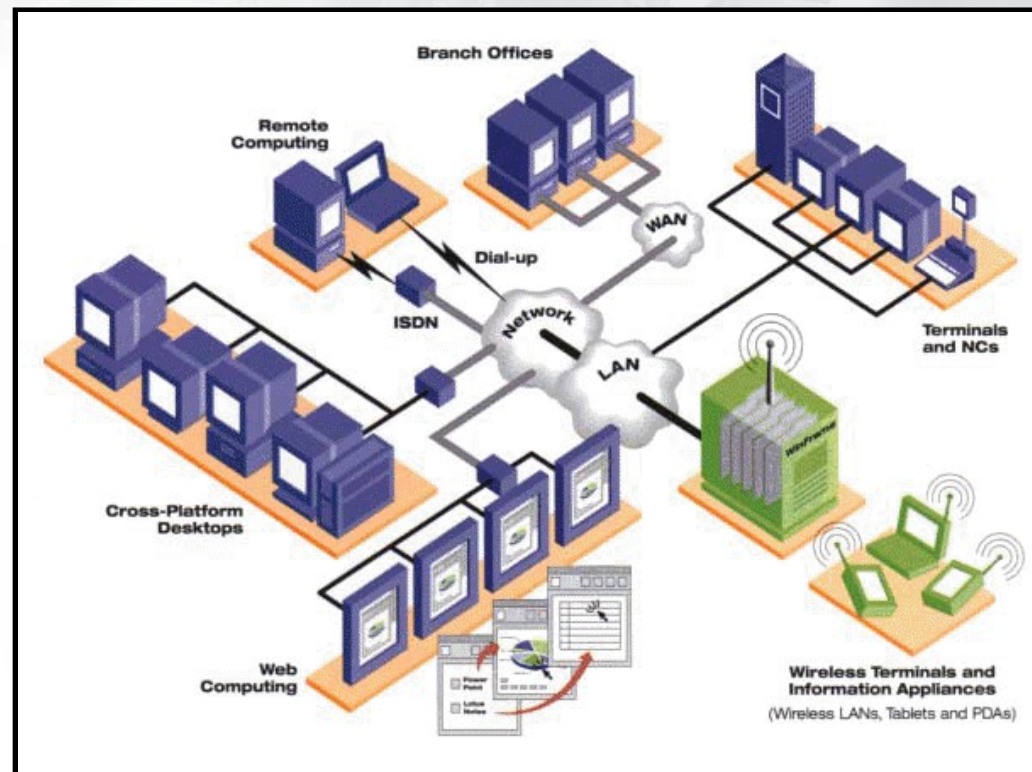 Branch Offices
Remote
Computing
WAN
Dial-up
ISDN
Network
LAN
Terminals
and NCs
WinFrame
Cross-Platform
Desktops
Web
Computing
Power
Point
Lotus
Notes
Wireless Terminals and
Information Appliances
(Wireless LANs, Tablets and PDAs)